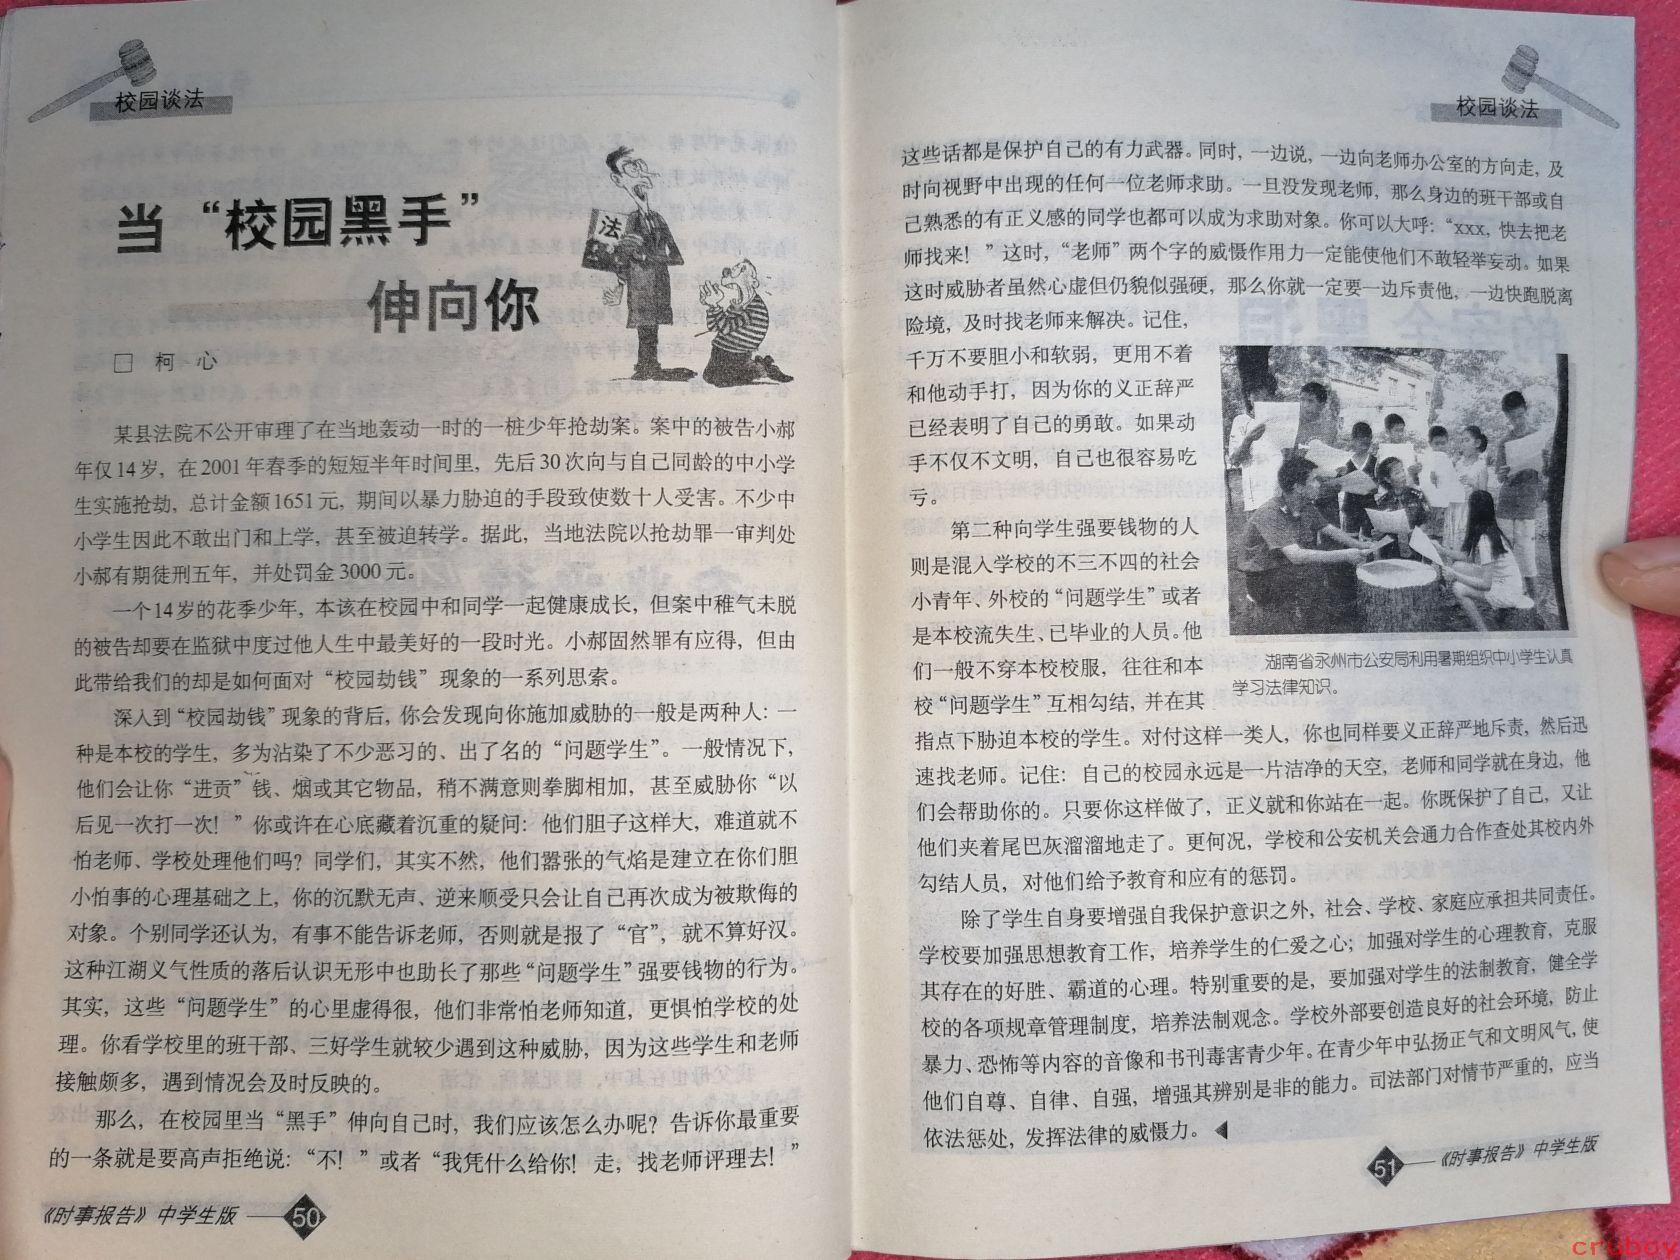 校园谈法
当“校园黑手”
伸向你
□ 柯 心
法
某县法院不公开审理了在当地轰动一时的一桩少年抢劫案。案中的被告小郝
年仅14岁，在2001年春季的短短半年时间里，先后30次向与自己同龄的中小学
生实施抢劫，总计金额1651元，期间以暴力胁迫的手段致使数十人受害。不少中
小学生因此不敢出门和上学，甚至被迫转学。据此，当地法院以抢劫罪一审判处
小郝有期徒刑五年，并处罚金3000元。
一个14岁的花季少年，本该在校园中和同学一起健康成长，但案中稚气未脱
的被告却要在监狱中度过他人生中最美好的一段时光。小郝固然罪有应得，但由
此带给我们的却是如何面对“校园劫钱”现象的一系列思索。
深入到“校园劫钱”现象的背后，你会发现向你施加威胁的一般是两种人：一
种是本校的学生，多为沾染了不少恶习的、出了名的“问题学生”。一般情况下，
他们会让你“进贡”钱、烟或其它物品，稍不满意则拳脚相加，甚至威胁你“以
后见一次打一次！”你或许在心底藏着沉重的疑问：他们胆子这样大，难道就不
怕老师、学校处理他们吗？同学们，其实不然，他们嚣张的气焰是建立在你们胆
小怕事的心理基础之上，你的沉默无声、逆来顺受只会让自己再次成为被欺侮的
对象。个别同学还认为，有事不能告诉老师，否则就是报了“官”，就不算好汉。
这种江湖义气性质的落后认识无形中也助长了那些“问题学生”强要钱物的行为。
其实，这些“问题学生”的心里虚得很，他们非常怕老师知道，更惧怕学校的处
理。你看学校里的班干部、三好学生就较少遇到这种威胁，因为这些学生和老师
接触颇多，遇到情况会及时反映的。
那么，在校园里当“黑手”伸向自己时，我们应该怎么办呢？告诉你最重要
的一条就是要高声拒绝说：“不！”或者“我凭什么给你！走，找老师评理去！”
《时事报告》中学生版 50
校园谈法
这些话都是保护自己的有力武器。同时，一边说，一边向老师办公室的方向走，及
时向视野中出现的任何一位老师求助。一旦没发现老师，那么身边的班干部或自
己熟悉的有正义感的同学也都可以成为求助对象。你可以大呼：“xxx，快去把老
师找来！”这时，“老师”两个字的威慑作用力一定能使他们不敢轻举妄动。如果
这时威胁者虽然心虚但仍貌似强硬，那么你就一定要一边斥责他，一边快跑脱离
险境，及时找老师来解决。记住，
千万不要胆小和软弱，更用不着
和他动手打，因为你的义正辞严
已经表明了自己的勇敢。如果动
手不仅不文明，自己也很容易吃
亏。
第二种向学生强要钱物的人
则是混入学校的不三不四的社会
小青年、外校的“问题学生”或者
是本校流失生、已毕业的人员。他
们一般不穿本校校服，往往和本
校“问题学生”互相勾结，并在其
湖南省永州市公安局利用暑期组织中小学生认真
学习法律知识。
指点下胁迫本校的学生。对付这样一类人，你也同样要义正辞严地斥责，然后迅
速找老师。记住：自己的校园永远是一片洁净的天空，老师和同学就在身边，他
们会帮助你的。只要你这样做了，正义就和你站在一起。你既保护了自己，又让
他们夹着尾巴灰溜溜地走了。更何况，学校和公安机关会通力合作查处其校内外
勾结人员，对他们给予教育和应有的惩罚。
除了学生自身要增强自我保护意识之外，社会、学校、家庭应承担共同责任。
学校要加强思想教育工作，培养学生的仁爱之心；加强对学生的心理教育，克服
其存在的好胜、霸道的心理。特别重要的是，要加强对学生的法制教育，健全学
校的各项规章管理制度，培养法制观念。学校外部要创造良好的社会环境，防止
暴力、恐怖等内容的音像和书刊毒害青少年。在青少年中弘扬正气和文明风气，使
他们自尊、自律、自强，增强其辨别是非的能力。司法部门对情节严重的，应当
依法惩处，发挥法律的威慑力。◀
51 《时事报告》中学生版